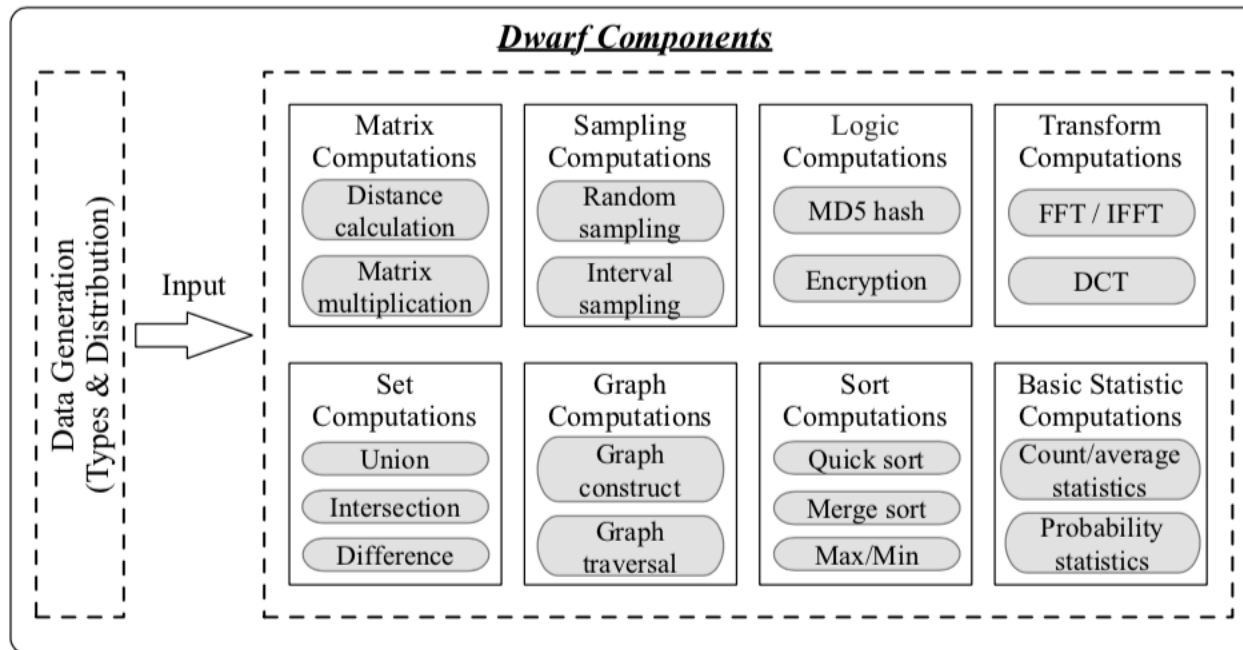 Dwarf Components
Data Generation
(Types & Distribution)
Input
Matrix
Computations
Distance
calculation
Matrix
multiplication
Sampling
Computations
Random
sampling
Interval
sampling
Logic
Computations
MD5 hash
Encryption
Transform
Computations
FFT / IFFT
DCT
Set
Computations
Union
Intersection
Difference
Graph
Computations
Graph
construct
Graph
traversal
Sort
Computations
Quick sort
Merge sort
Max/Min
Basic Statistic
Computations
Count/average
statistics
Probability
statistics